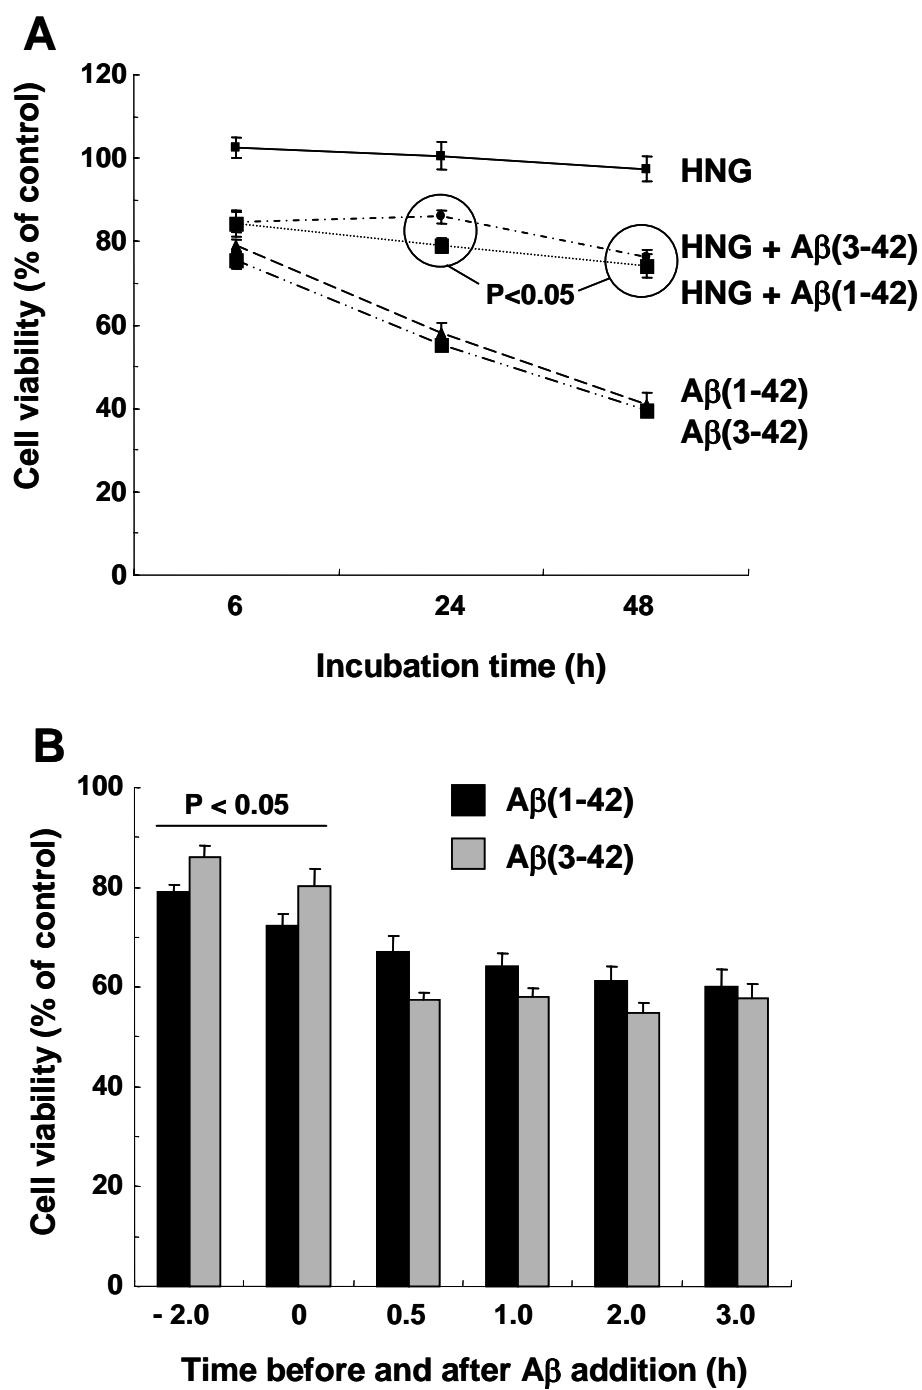 A
Cell viability (% of control)
120
100
80
60
40
20
0
HNG
HNG + Aβ(3-42)
HNG + Aβ(1-42)
P<0.05
Aβ(1-42)
Aβ(3-42)
6 24 48
Incubation time (h)
B
Cell viability (% of control)
100
80
60
40
20
0
P < 0.05
Aβ(1-42)
Aβ(3-42)
- 2.0 0 0.5 1.0 2.0 3.0
Time before and after Aβ addition (h)